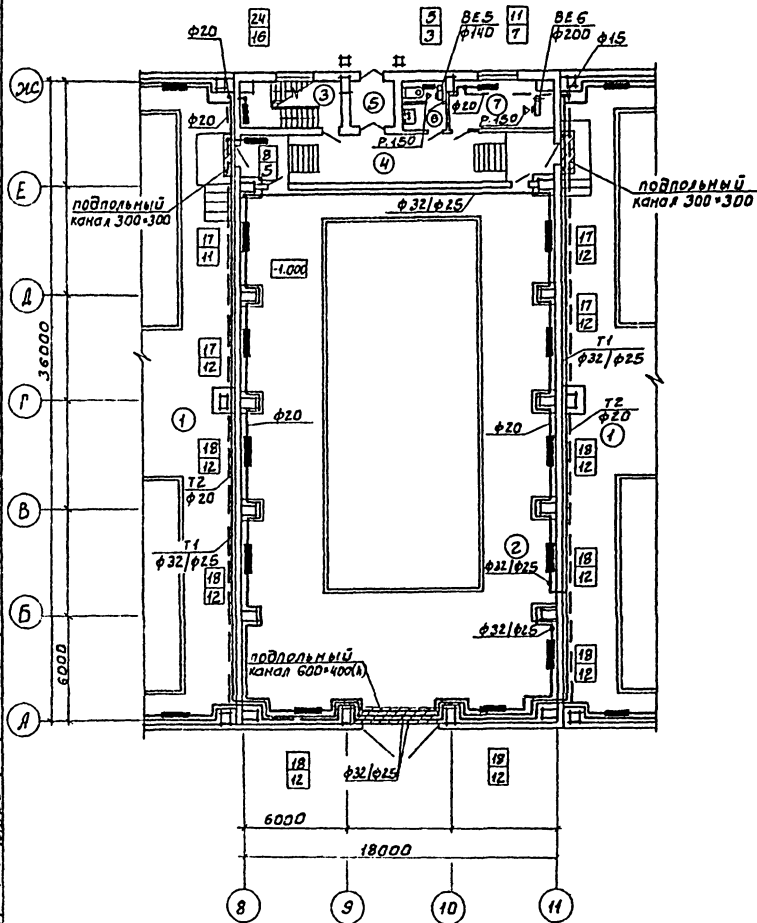 ф20
24
16
5
3
ВЕ5
ф140
11
7
ВЕ6
ф200
ф15
ЖС
3
5
6
ф20
7
ф20
Р.150
Р.150
8
5
4
Е
подпольный
канал 300×300
ф32/ф25
подпольный
канал 300×300
17
11
17
12
-1.000
Д
17
12
Т1
ф32/ф25
36000
17
12
Г
Т2
ф20
1
ф20
ф20
1
18
12
18
12
Т2
ф20
В
Т1
ф32/ф25
2
ф32/ф25
18
12
18
12
Б
ф32/ф25
6000
подпольный
канал 600×400(h)
18
12
А
18
12
ф32/ф25
18
12
6000
18000
8
9
10
11